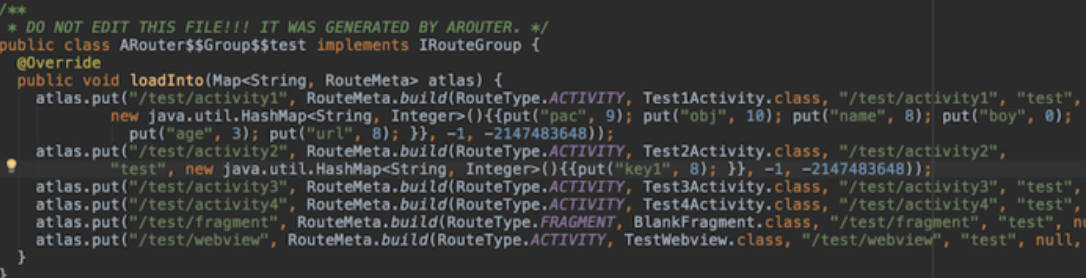 /**
* DO NOT EDIT THIS FILE!!! IT WAS GENERATED BY AROUTER. */
public class ARouter$$Group$$test implements IRouteGroup {
@Override
public void loadInto(Map<String, RouteMeta> atlas) {
atlas.put("/test/activity1", RouteMeta.build(RouteType.ACTIVITY, Test1Activity.class, "/test/activity1", "test",
new java.util.HashMap<String, Integer>(){{put("pac", 9); put("obj", 10); put("name", 8); put("boy", 0);
put("age", 3); put("url", 8); }}, -1, -2147483648));
atlas.put("/test/activity2", RouteMeta.build(RouteType.ACTIVITY, Test2Activity.class, "/test/activity2",
"test", new java.util.HashMap<String, Integer>(){{put("key1", 8); }}, -1, -2147483648));
atlas.put("/test/activity3", RouteMeta.build(RouteType.ACTIVITY, Test3Activity.class, "/test/activity3", "test",
atlas.put("/test/activity4", RouteMeta.build(RouteType.ACTIVITY, Test4Activity.class, "/test/activity4", "test",
atlas.put("/test/fragment", RouteMeta.build(RouteType.FRAGMENT, BlankFragment.class, "/test/fragment", "test", nu
atlas.put("/test/webview", RouteMeta.build(RouteType.ACTIVITY, TestWebview.class, "/test/webview", "test", null,
}
}